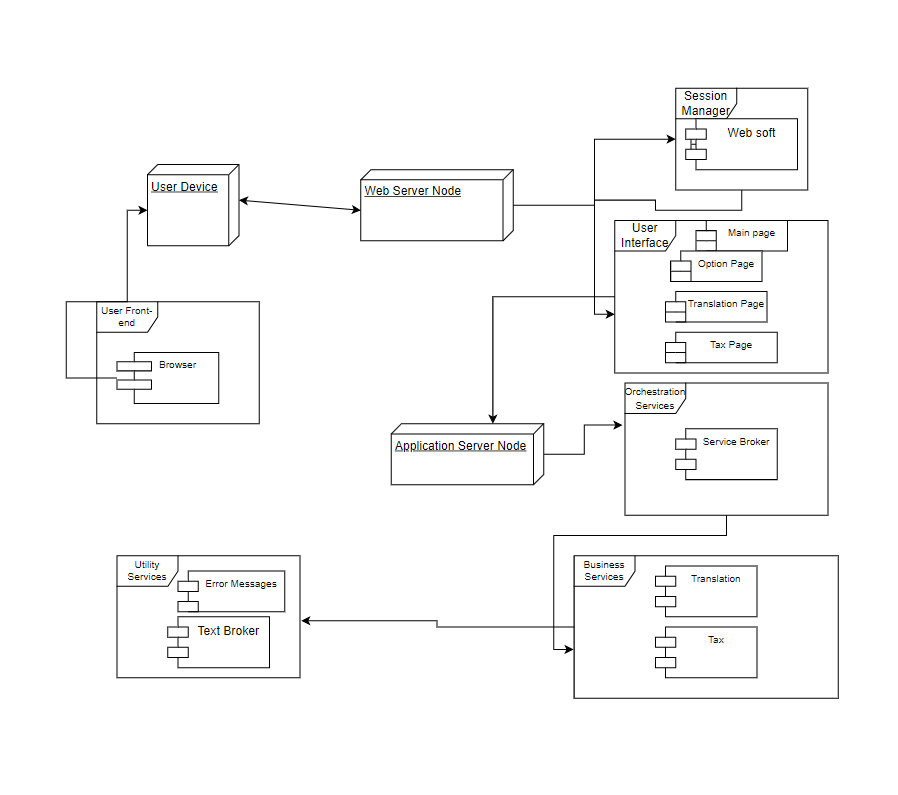 Session
Manager
Web soft
User Device
Web Server Node
User
Interface
Main page
Option Page
Translation Page
Tax Page
User Front-
end
Browser
Application Server Node
Orchestration
Services
Service Broker
Utility
Services
Error Messages
Text Broker
Business
Services
Translation
Tax